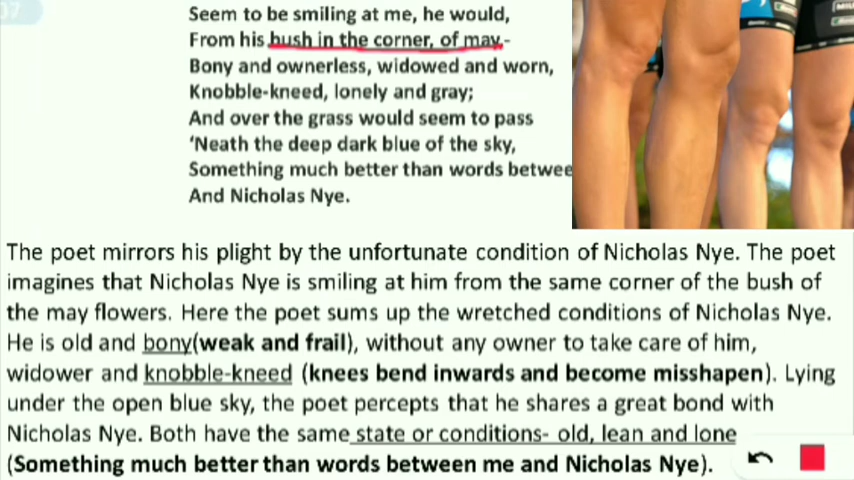 07
Seem to be smiling at me, he would,
From his bush in the corner, of may,-
Bony and ownerless, widowed and worn,
Knobble-kneed, lonely and gray;
And over the grass would seem to pass
'Neath the deep dark blue of the sky,
Something much better than words betwee
And Nicholas Nye.
The poet mirrors his plight by the unfortunate condition of Nicholas Nye. The poet
imagines that Nicholas Nye is smiling at him from the same corner of the bush of
the may flowers. Here the poet sums up the wretched conditions of Nicholas Nye.
He is old and bony(weak and frail), without any owner to take care of him,
widower and knobble-kneed (knees bend inwards and become misshapen). Lying
under the open blue sky, the poet percepts that he shares a great bond with
Nicholas Nye. Both have the same state or conditions- old, lean and lone
(Something much better than words between me and Nicholas Nye).